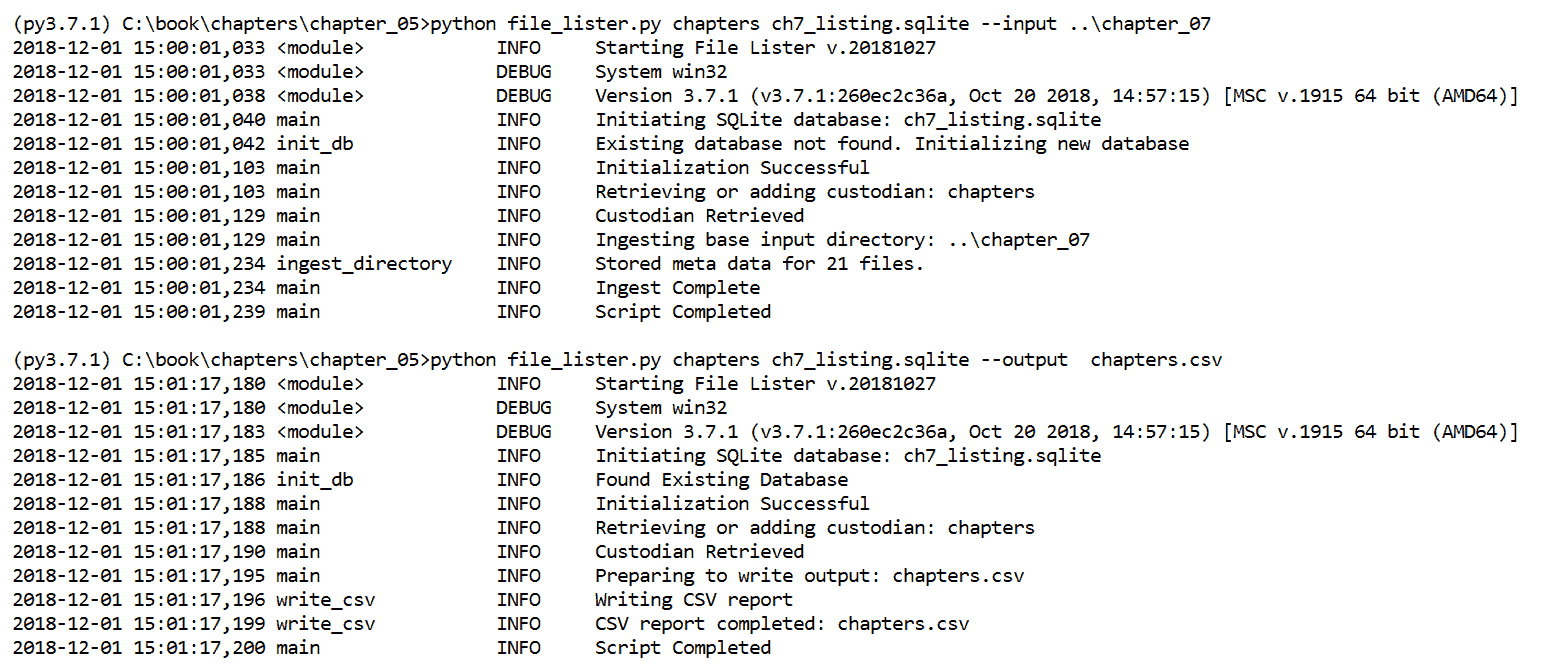 (py3.7.1) C:\book\chapters\chapter_05>python file_lister.py chapters ch7_listing.sqlite --input ..\chapter_07
2018-12-01 15:00:01,033 <module>            INFO     Starting File Lister v.20181027
2018-12-01 15:00:01,033 <module>            DEBUG    System win32
2018-12-01 15:00:01,038 <module>            DEBUG    Version 3.7.1 (v3.7.1:260ec2c36a, Oct 20 2018, 14:57:15) [MSC v.1915 64 bit (AMD64)]
2018-12-01 15:00:01,040 main                INFO     Initiating SQLite database: ch7_listing.sqlite
2018-12-01 15:00:01,042 init_db             INFO     Existing database not found. Initializing new database
2018-12-01 15:00:01,103 main                INFO     Initialization Successful
2018-12-01 15:00:01,103 main                INFO     Retrieving or adding custodian: chapters
2018-12-01 15:00:01,129 main                INFO     Custodian Retrieved
2018-12-01 15:00:01,129 main                INFO     Ingesting base input directory: ..\chapter_07
2018-12-01 15:00:01,234 ingest_directory    INFO     Stored meta data for 21 files.
2018-12-01 15:00:01,234 main                INFO     Ingest Complete
2018-12-01 15:00:01,239 main                INFO     Script Completed

(py3.7.1) C:\book\chapters\chapter_05>python file_lister.py chapters ch7_listing.sqlite --output  chapters.csv
2018-12-01 15:01:17,180 <module>            INFO     Starting File Lister v.20181027
2018-12-01 15:01:17,180 <module>            DEBUG    System win32
2018-12-01 15:01:17,183 <module>            DEBUG    Version 3.7.1 (v3.7.1:260ec2c36a, Oct 20 2018, 14:57:15) [MSC v.1915 64 bit (AMD64)]
2018-12-01 15:01:17,185 main                INFO     Initiating SQLite database: ch7_listing.sqlite
2018-12-01 15:01:17,186 init_db             INFO     Found Existing Database
2018-12-01 15:01:17,188 main                INFO     Initialization Successful
2018-12-01 15:01:17,188 main                INFO     Retrieving or adding custodian: chapters
2018-12-01 15:01:17,190 main                INFO     Custodian Retrieved
2018-12-01 15:01:17,195 main                INFO     Preparing to write output: chapters.csv
2018-12-01 15:01:17,196 write_csv           INFO     Writing CSV report
2018-12-01 15:01:17,199 write_csv           INFO     CSV report completed: chapters.csv
2018-12-01 15:01:17,200 main                INFO     Script Completed